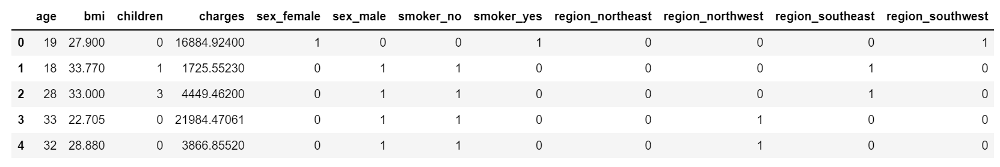 age bmi children charges sex_female sex_male smoker_no smoker_yes region_northeast region_northwest region_southeast region_southwest
0 19 27.900 0 16884.92400 1 0 0 1 0 0 0 1
1 18 33.770 1 1725.55230 0 1 1 0 0 0 1 0
2 28 33.000 3 4449.46200 0 1 1 0 0 0 1 0
3 33 22.705 0 21984.47061 0 1 1 0 0 1 0 0
4 32 28.880 0 3866.85520 0 1 1 0 0 1 0 0